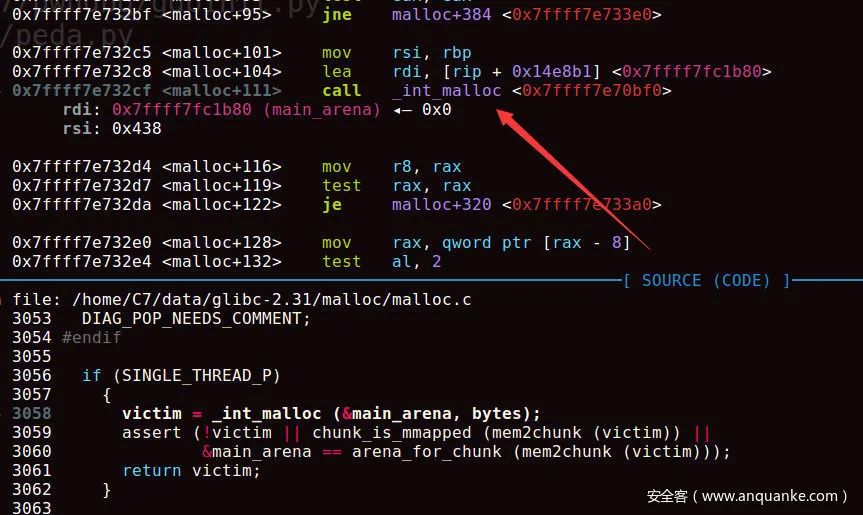 0x7ffff7e732bf <malloc+95> jne malloc+384 <0x7ffff7e733e0>
/peda.py
0x7ffff7e732c5 <malloc+101> mov rsi, rbp
0x7ffff7e732c8 <malloc+104> lea rdi, [rip + 0x14e8b1] <0x7ffff7fc1b80>
0x7ffff7e732cf <malloc+111> call _int_malloc <0x7ffff7e70bf0>
rdi: 0x7ffff7fc1b80 (main_arena) ◂— 0x0
rsi: 0x438
0x7ffff7e732d4 <malloc+116> mov r8, rax
0x7ffff7e732d7 <malloc+119> test rax, rax
0x7ffff7e732da <malloc+122> je malloc+320 <0x7ffff7e733a0>
0x7ffff7e732e0 <malloc+128> mov rax, qword ptr [rax - 8]
0x7ffff7e732e4 <malloc+132> test al, 2
[ SOURCE (CODE) ]
file: /home/C7/data/glibc-2.31/malloc/malloc.c
3053 DIAG_POP_NEEDS_COMMENT;
3054 #endif
3055
3056 if (SINGLE_THREAD_P)
3057 {
3058 victim = _int_malloc (&main_arena, bytes);
3059 assert (!victim || chunk_is_mmapped (mem2chunk (victim)) ||
3060 &main_arena == arena_for_chunk (mem2chunk (victim)));
3061 return victim;
3062 }
3063
安全客（www.anquanke.com）